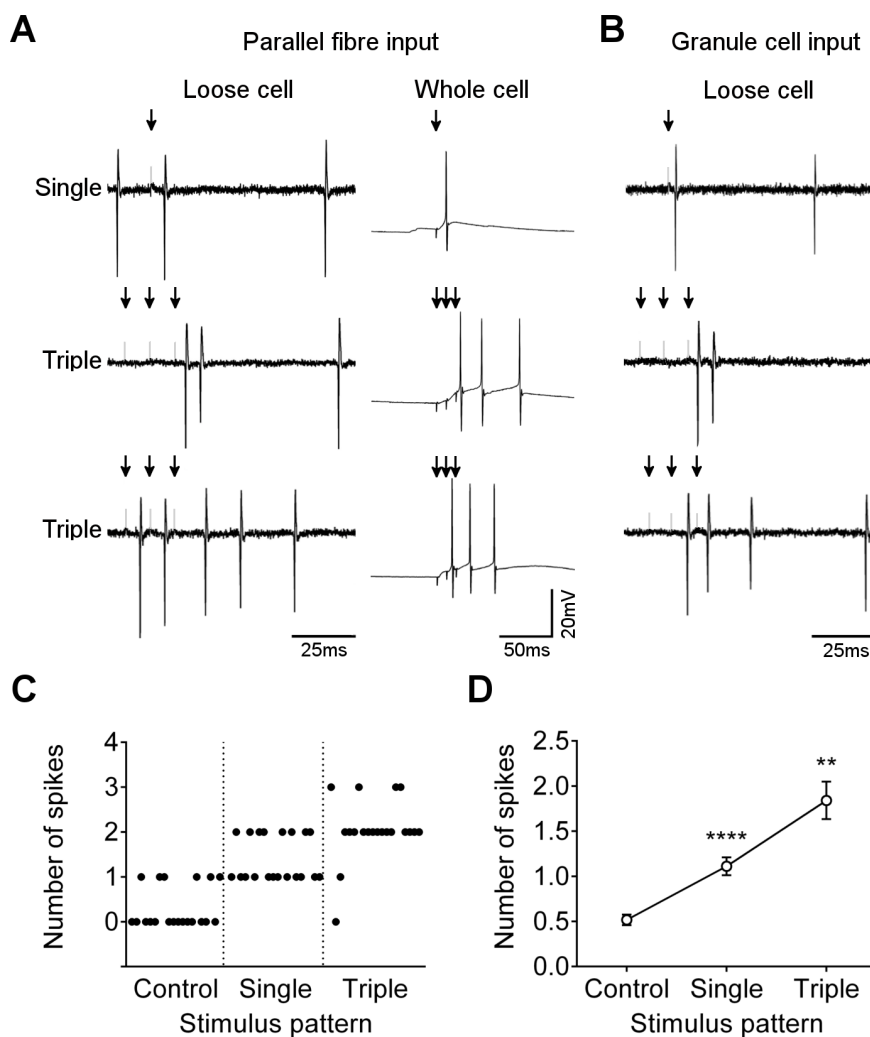 A
B
Parallel fibre input
Granule cell input
Loose cell
Whole cell
Loose cell
Single
Triple
Triple
20mV
25ms
50ms
25ms
C
D
Number of spikes
4
3
2
1
0
Control
Single
Triple
Stimulus pattern
Number of spikes
2.5
2.0
1.5
1.0
0.5
0.0
****
**
Control
Single
Triple
Stimulus pattern